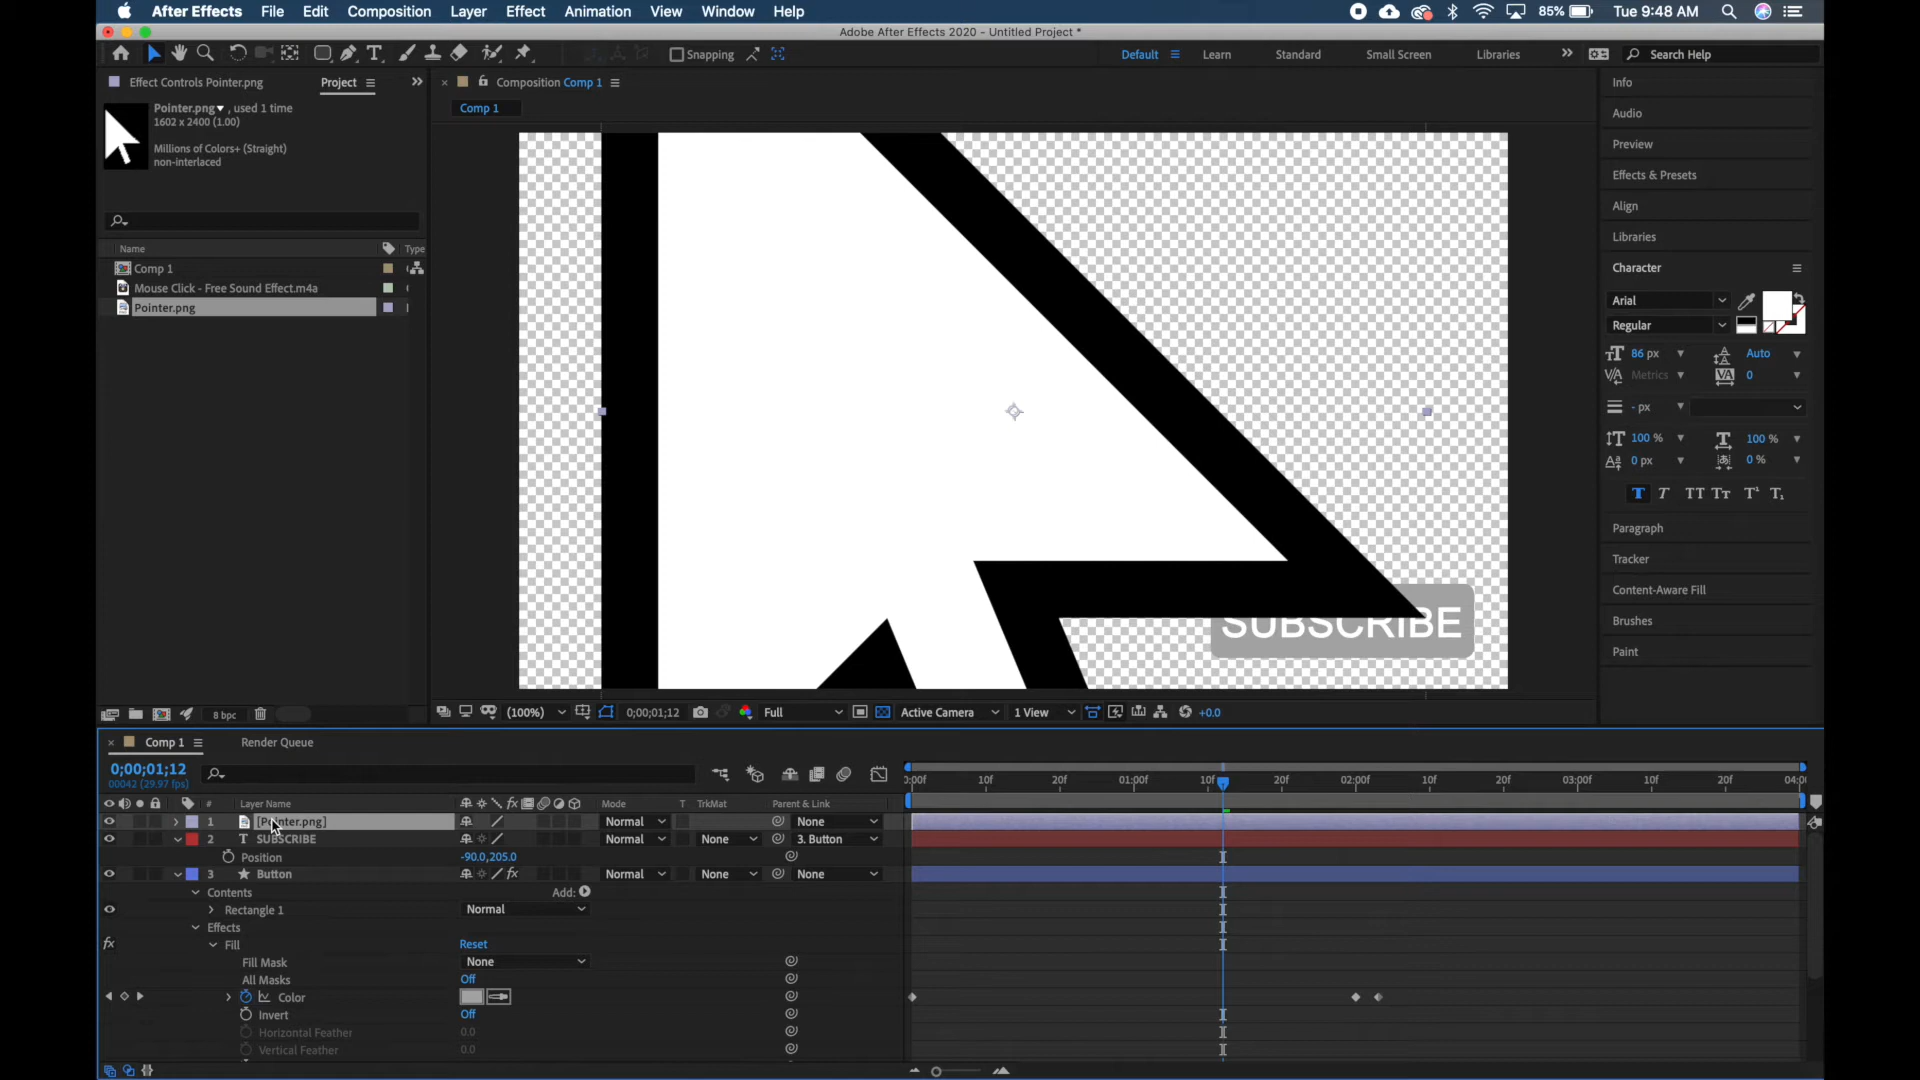 After Effects File Edit Composition Layer Effect Animation View Window Help 85% Tue 9:48 AM
Adobe After Effects 2020 - Untitled Project *
Snapping Default Learn Standard Small Screen Libraries Search Help
Effect Controls Pointer.png Project
Composition Comp 1
Comp 1
Pointer.png , used 1 time
1602 x 2400 (1.00)
Millions of Colors+ (Straight)
non-interlaced
Name Type
Comp 1
Mouse Click - Free Sound Effect.m4a
Pointer.png
SUBSCRIBE
Info
Audio
Preview
Effects & Presets
Align
Libraries
Character
Arial
Regular
86 px Auto
Metrics 0
- px
100 % 100 %
0 px 0 %
T T TT Tt T¹ T₁
Paragraph
Tracker
Content-Aware Fill
Brushes
Paint
8 bpc
(100%) 0;00;01;12 Full Active Camera 1 View +0.0
Comp 1 Render Queue
0;00;01;12
00042 (29.97 fps)
0:00f 10f 20f 01:00f 10f 20f 02:00f 10f 20f 03:00f 10f 20f 04:0
# Layer Name Mode T TrkMat Parent & Link
1 [Pointer.png] Normal None
2 T SUBSCRIBE Normal None 3. Button
Position -90.0,205.0
3 Button Normal None None
Contents Add:
Rectangle 1 Normal
Effects
fx Fill Reset
Fill Mask None
All Masks Off
Color
Invert Off
Horizontal Feather 0.0
Vertical Feather 0.0